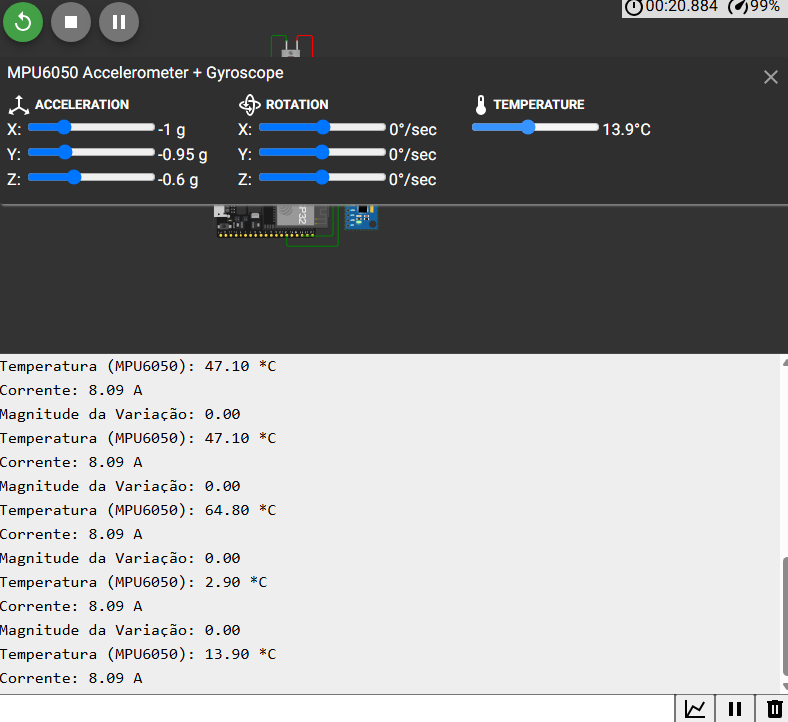 00:20.884 99%
MPU6050 Accelerometer + Gyroscope
ACCELERATION ROTATION TEMPERATURE
X: -1 g X: 0°/sec 13.9°C
Y: -0.95 g Y: 0°/sec
Z: -0.6 g Z: 0°/sec
P32
Temperatura (MPU6050): 47.10 *C
Corrente: 8.09 A
Magnitude da Variação: 0.00
Temperatura (MPU6050): 47.10 *C
Corrente: 8.09 A
Magnitude da Variação: 0.00
Temperatura (MPU6050): 64.80 *C
Corrente: 8.09 A
Magnitude da Variação: 0.00
Temperatura (MPU6050): 2.90 *C
Corrente: 8.09 A
Magnitude da Variação: 0.00
Temperatura (MPU6050): 13.90 *C
Corrente: 8.09 A